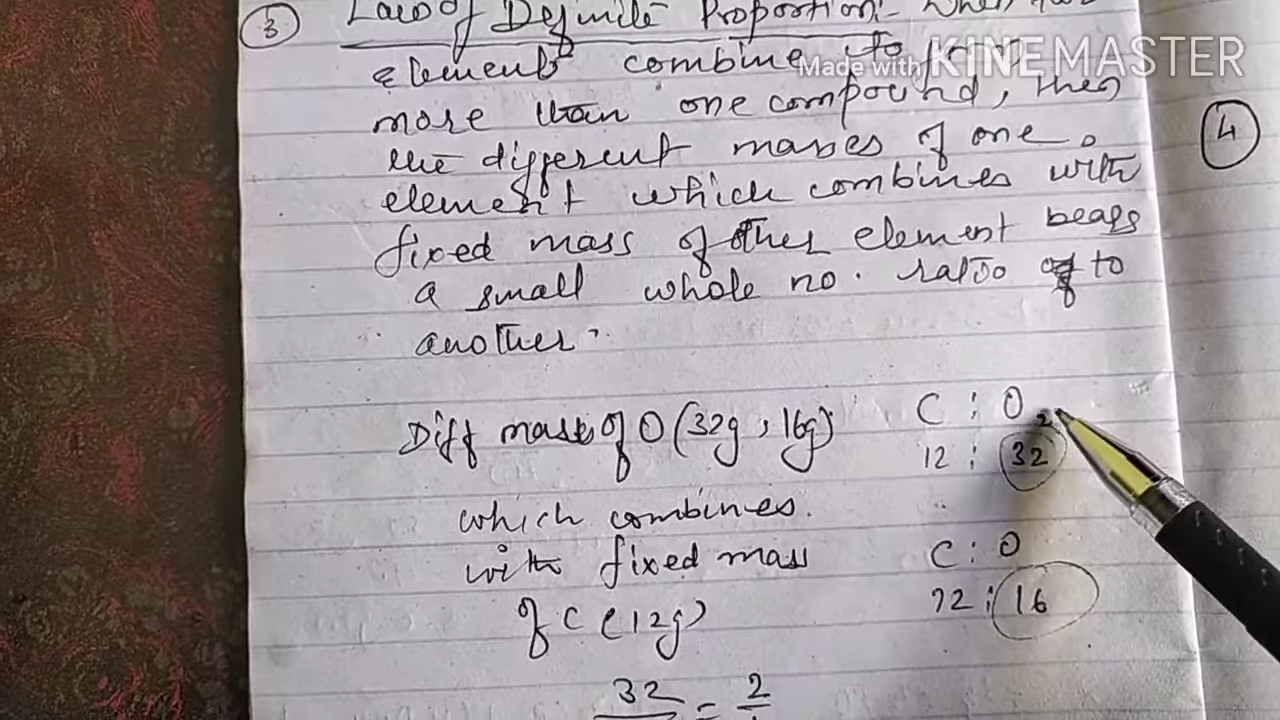 3 Law of Definite Proportion:- When two
elements combine to form
more than one compound, then
the different masses of one
element which combines with
fixed mass of other element bears
a small whole no. ratio to
another.
Diff mass of O (32g, 16g)
C : O2
12 : 32
which combines.
with fixed mass
of C (12g)
C : O
12 : 16
32 = 2
4
Made with KINEMASTER